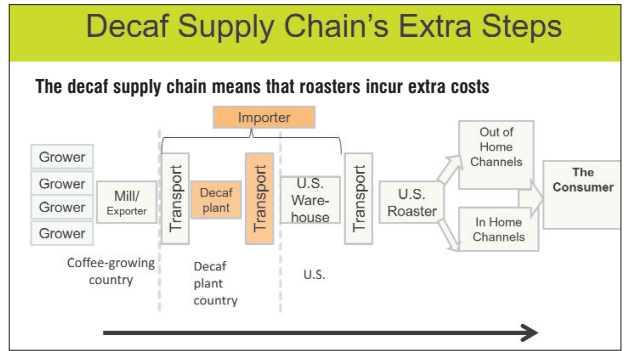 Decaf Supply Chain's Extra Steps
The decaf supply chain means that roasters incur extra costs
Importer
Grower
Grower
Grower
Grower
Mill/
Exporter
Transport
Decaf
plant
Transport
U.S.
Ware-
house
Transport
U.S.
Roaster
Out of
Home
Channels
In Home
Channels
The
Consumer
Coffee-growing
country
Decaf
plant
country
U.S.